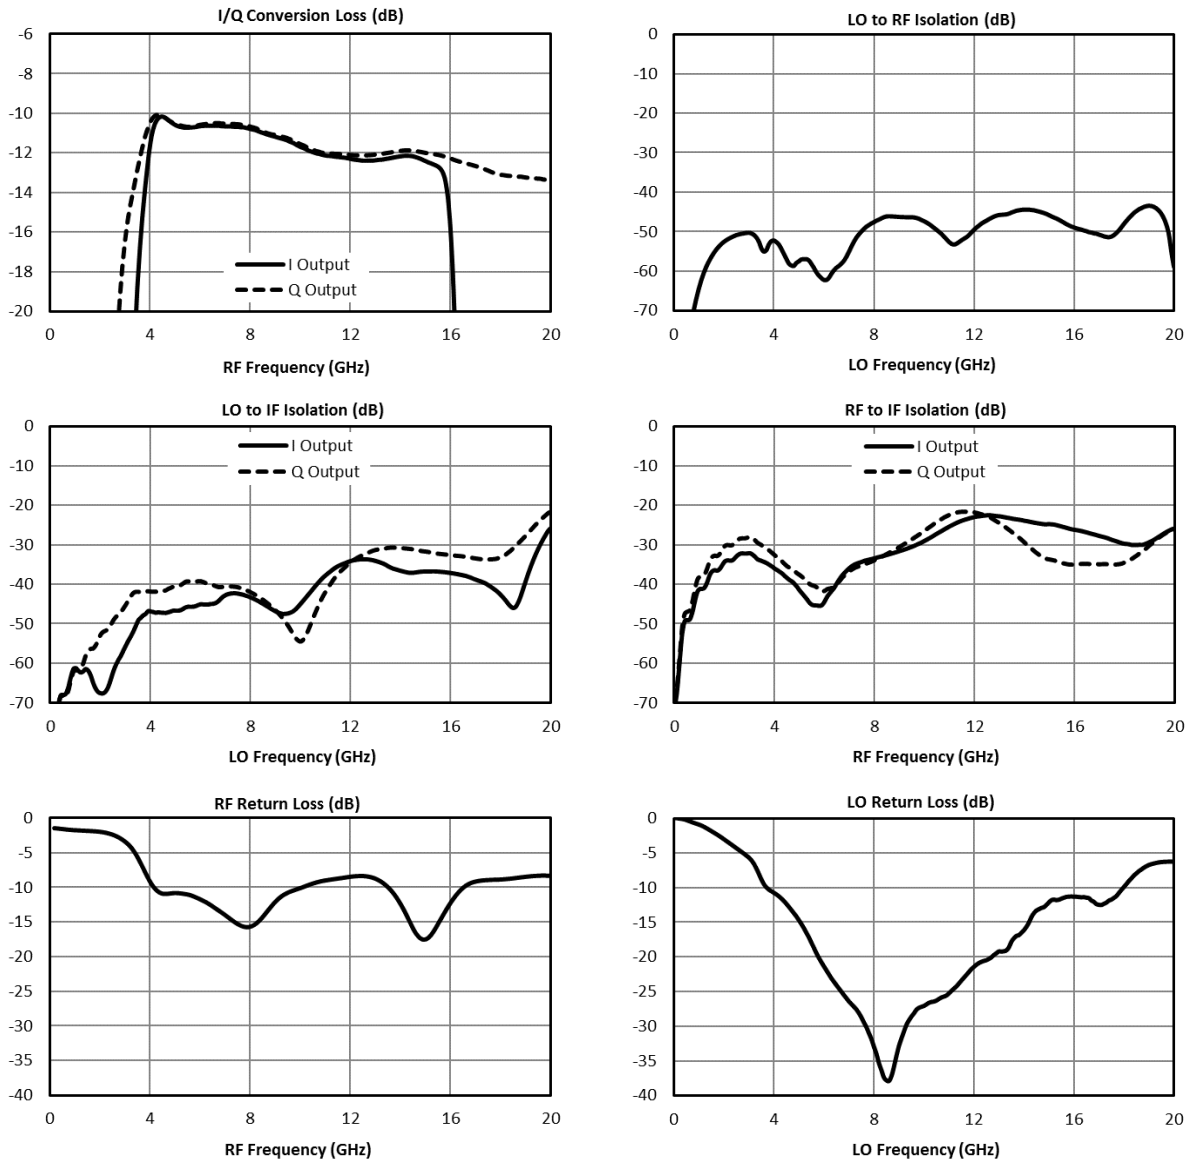 I/Q Conversion Loss (dB)
-6
-8
-10
-12
-14
-16
-18
-20
I Output
Q Output
0 4 8 12 16 20
RF Frequency (GHz)
LO to RF Isolation (dB)
0
-10
-20
-30
-40
-50
-60
-70
0 4 8 12 16 20
LO Frequency (GHz)
LO to IF Isolation (dB)
0
-10
-20
-30
-40
-50
-60
-70
I Output
Q Output
0 4 8 12 16 20
LO Frequency (GHz)
RF to IF Isolation (dB)
0
-10
-20
-30
-40
-50
-60
-70
I Output
Q Output
0 4 8 12 16 20
RF Frequency (GHz)
RF Return Loss (dB)
0
-5
-10
-15
-20
-25
-30
-35
-40
0 4 8 12 16 20
RF Frequency (GHz)
LO Return Loss (dB)
0
-5
-10
-15
-20
-25
-30
-35
-40
0 4 8 12 16 20
LO Frequency (GHz)